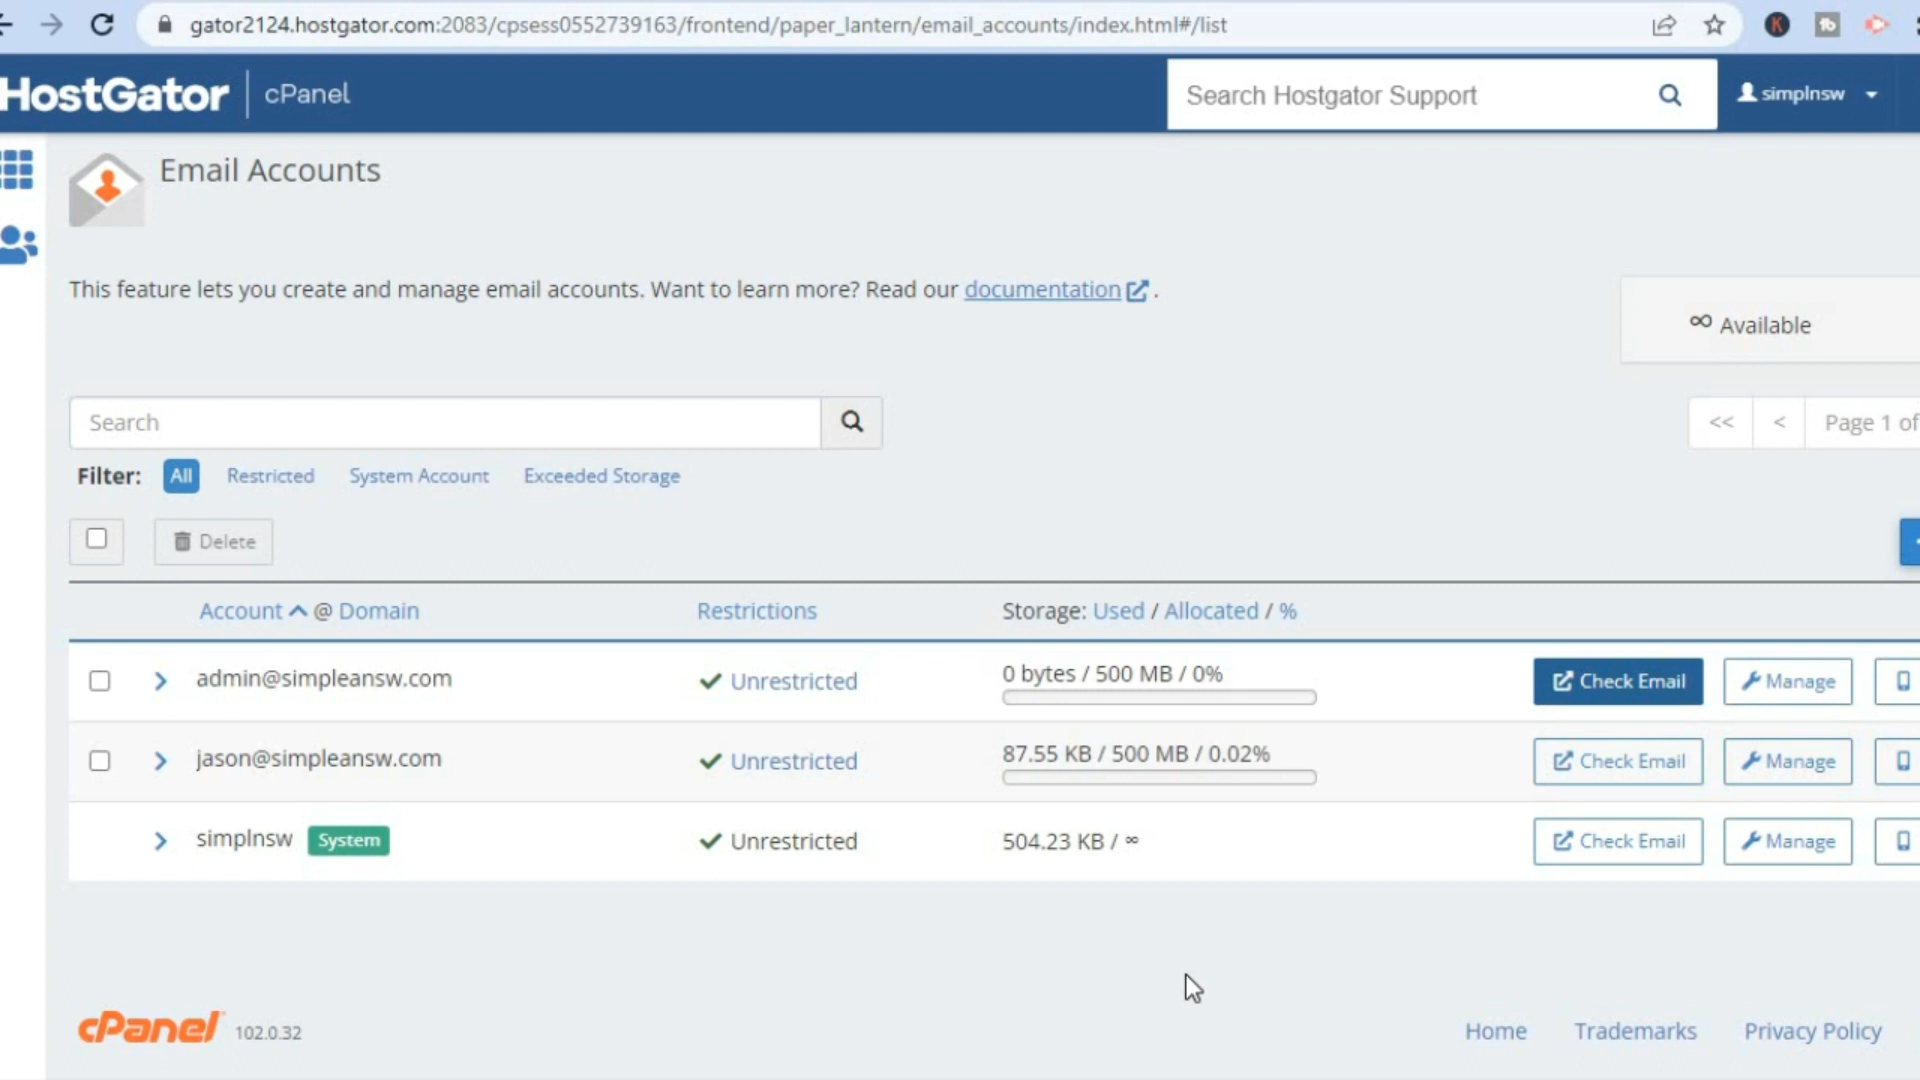 gator2124.hostgator.com:2083/cpsess0552739163/frontend/paper_lantern/email_accounts/index.html#/list
K
tb
HostGator
cPanel
Search Hostgator Support
simplnsw
Email Accounts
This feature lets you create and manage email accounts. Want to learn more? Read our documentation .
∞ Available
Search
<< < Page 1 of
Filter: All Restricted System Account Exceeded Storage
Delete
Account @ Domain Restrictions Storage: Used / Allocated / %
admin@simpleansw.com Unrestricted 0 bytes / 500 MB / 0% Check Email Manage
jason@simpleansw.com Unrestricted 87.55 KB / 500 MB / 0.02% Check Email Manage
simplnsw System Unrestricted 504.23 KB / ∞ Check Email Manage
cPanel 102.0.32
Home Trademarks Privacy Policy